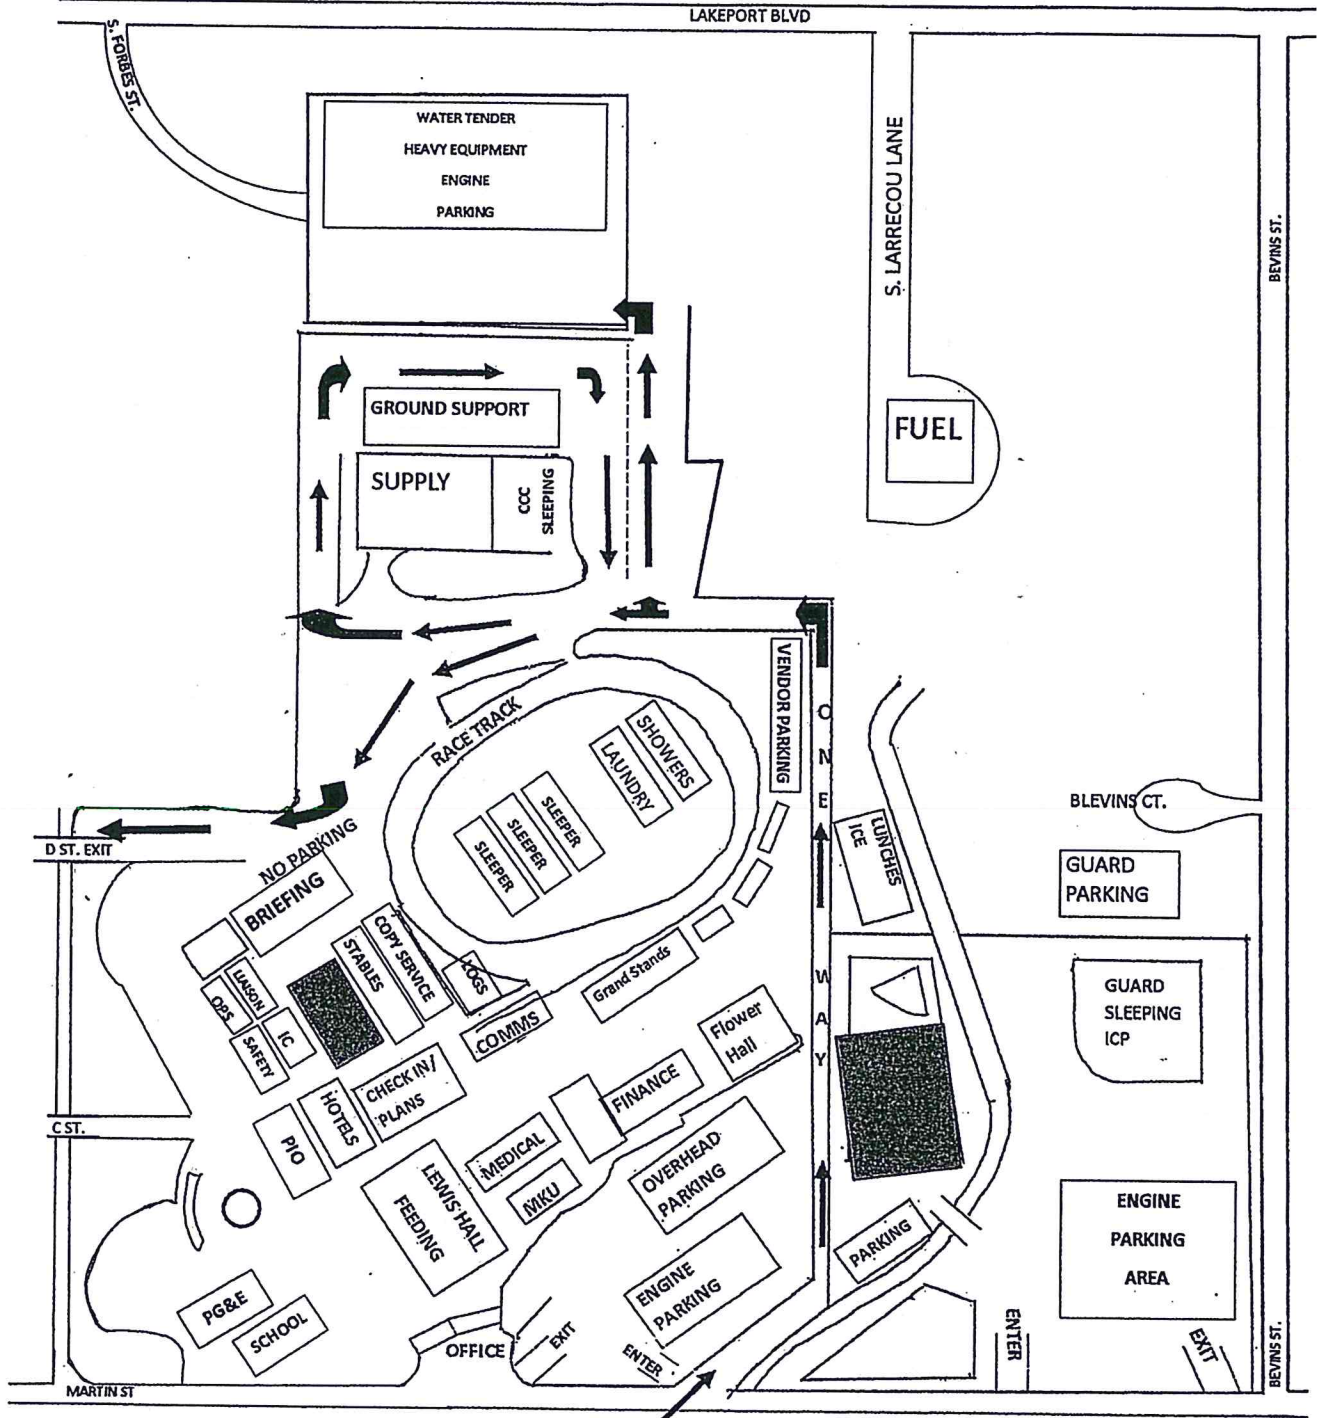 LAKEPORT BLVD
S. FORBES ST.
WATER TENDER
HEAVY EQUIPMENT
ENGINE
PARKING
S. LARRECOU LANE
BEVINS ST.
GROUND SUPPORT
FUEL
SUPPLY
CCC
SLEEPING
VENDOR PARKING
ONE WAY
RACE TRACK
SHOWERS
LAUNDRY
SLEEPER
SLEEPER
SLEEPER
BLEVINS CT.
LUNCHES
ICE
GUARD
PARKING
D ST. EXIT
NO PARKING
BRIEFING
COPY SERVICE
STABLES
LOGS
Grand Stands
LIAISON
OPS
IC
SAFETY
COMMS
Flower
Hall
GUARD
SLEEPING
ICP
CHECK IN/
PLANS
HOTELS
FINANCE
C ST.
PIO
MEDICAL
MKU
OVERHEAD
PARKING
LEWIS HALL
FEEDING
PARKING
ENGINE
PARKING
AREA
ENGINE
PARKING
PG&E
SCHOOL
OFFICE
EXIT
ENTER
ENTER
EXIT
BEVINS ST.
MARTIN ST